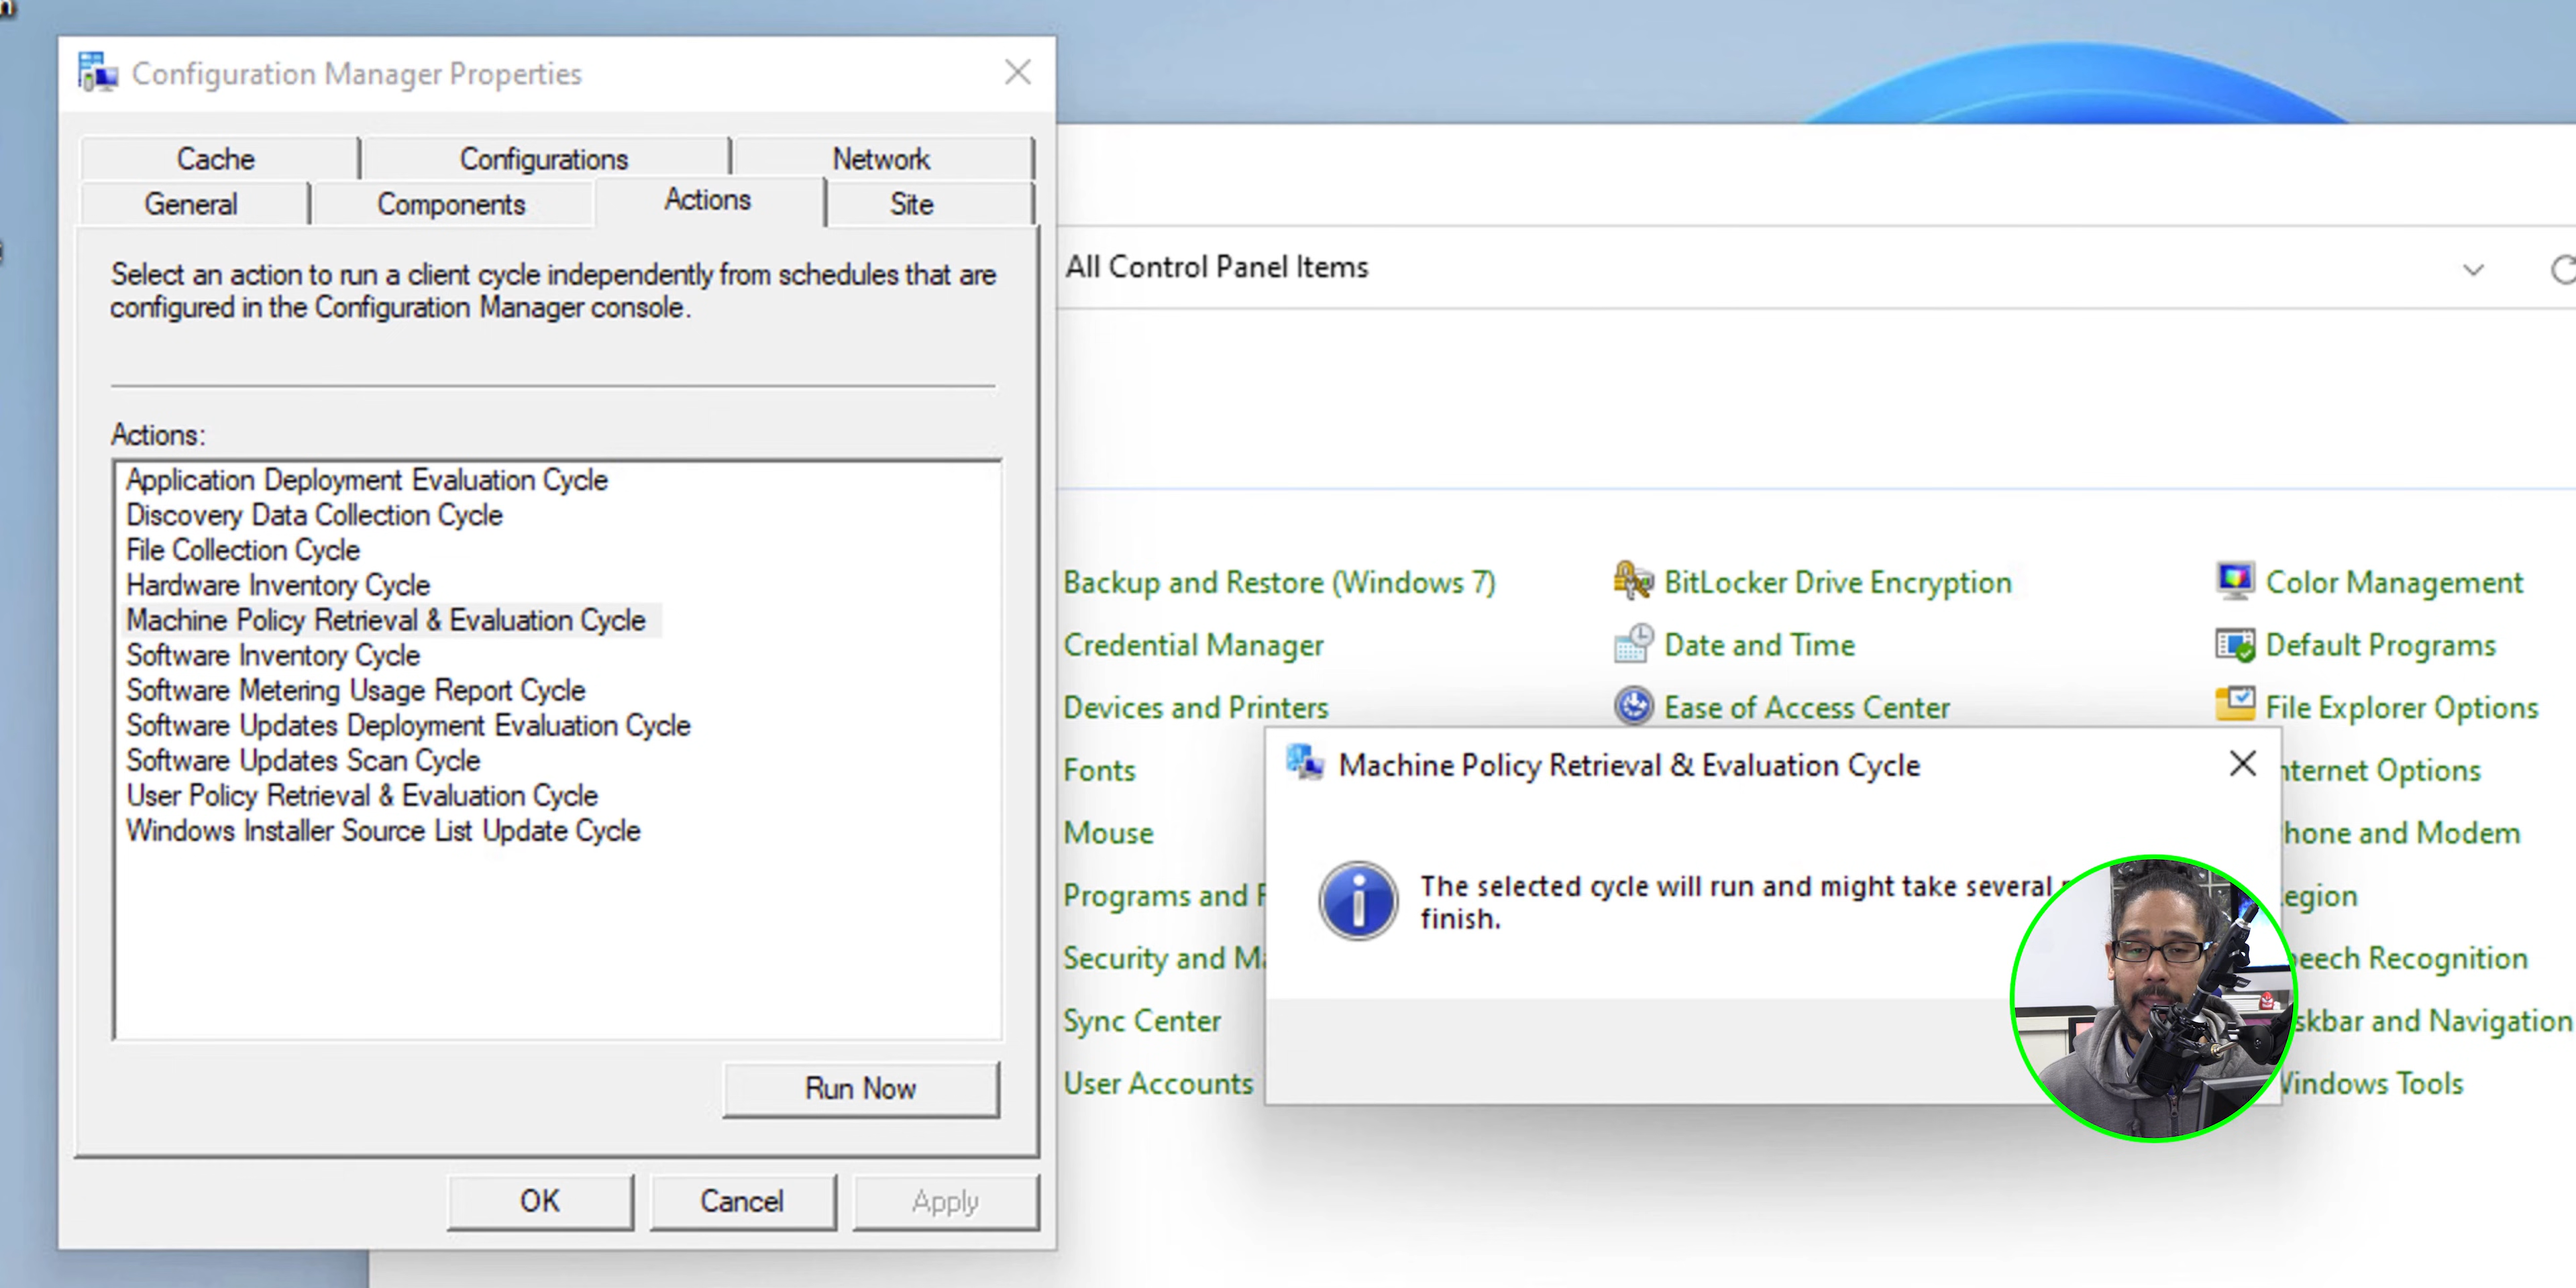 Configuration Manager Properties
Cache
Configurations
Network
General
Components
Actions
Site
Select an action to run a client cycle independently from schedules that are
configured in the Configuration Manager console.
Actions:
Application Deployment Evaluation Cycle
Discovery Data Collection Cycle
File Collection Cycle
Hardware Inventory Cycle
Machine Policy Retrieval & Evaluation Cycle
Software Inventory Cycle
Software Metering Usage Report Cycle
Software Updates Deployment Evaluation Cycle
Software Updates Scan Cycle
User Policy Retrieval & Evaluation Cycle
Windows Installer Source List Update Cycle
Run Now
OK
Cancel
Apply
All Control Panel Items
Backup and Restore (Windows 7)
BitLocker Drive Encryption
Color Management
Credential Manager
Date and Time
Default Programs
Devices and Printers
Ease of Access Center
File Explorer Options
Fonts
Options
Mouse
and Modem
Programs and
Security and
Recognition
Sync Center
and Navigation
User Accounts
Tools
Machine Policy Retrieval & Evaluation Cycle
The selected cycle will run and might take several
finish.